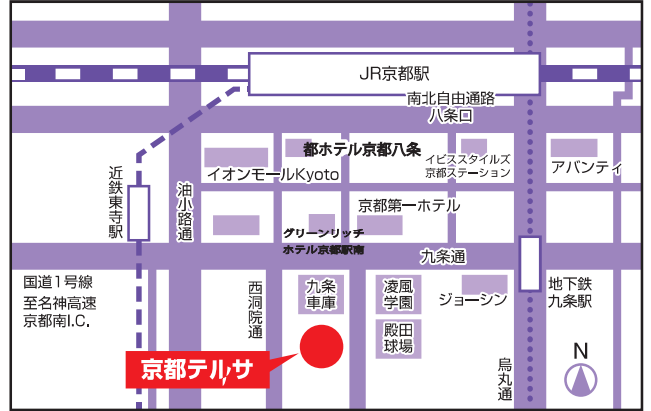 JR京都駅
南北自由通路
八条口
都ホテル京都八条
イオンモールKyoto
イビススタイルズ
京都ステーション
アバンティ
近鉄東寺駅
油小路通
京都第一ホテル
グリーンリッチ
ホテル京都駅南
九条通
国道1号線
至名神高速
京都南I.C.
西洞院通
九条
車庫
凌風
学園
ジョーシン
地下鉄
九条駅
殿田
球場
京都テルサ
烏丸通
N